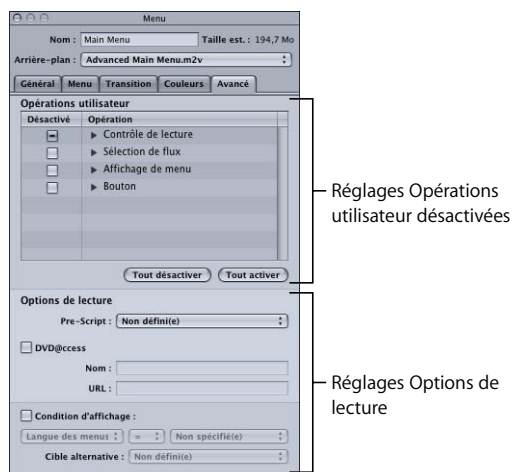 Menu
Nom : Main Menu Taille est. : 194,7 Mo
Arrière-plan : Advanced Main Menu.m2v
Général Menu Transition Couleurs Avancé
Opérations utilisateur
Désactivé Opération
Contrôle de lecture
Sélection de flux
Affichage de menu
Bouton
Tout désactiver Tout activer
Réglages Opérations
utilisateur désactivées
Options de lecture
Pre-Script : Non défini(e)
DVD@ccess
Nom :
URL :
Réglages Options de
lecture
Condition d'affichage :
Langue des menus = Non spécifié(e)
Cible alternative : Non défini(e)